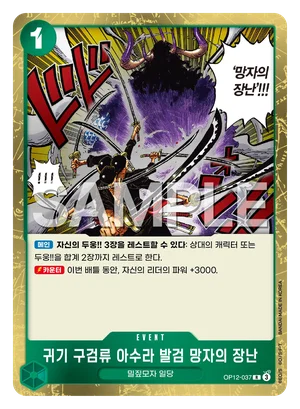 1
'망자의
장난'!!!
!!!
SAMPLE
메인 자신의 두웅!! 3장을 레스트할 수 있다: 상대의 캐릭터 또는
두웅!!을 합계 2장까지 레스트로 한다.
카운터 이번 배틀 동안, 자신의 리더의 파워 +3000.
EVENT
귀기 구검류 아수라 발검 망자의 장난
밀짚모자 일당
OP12-037 R 3